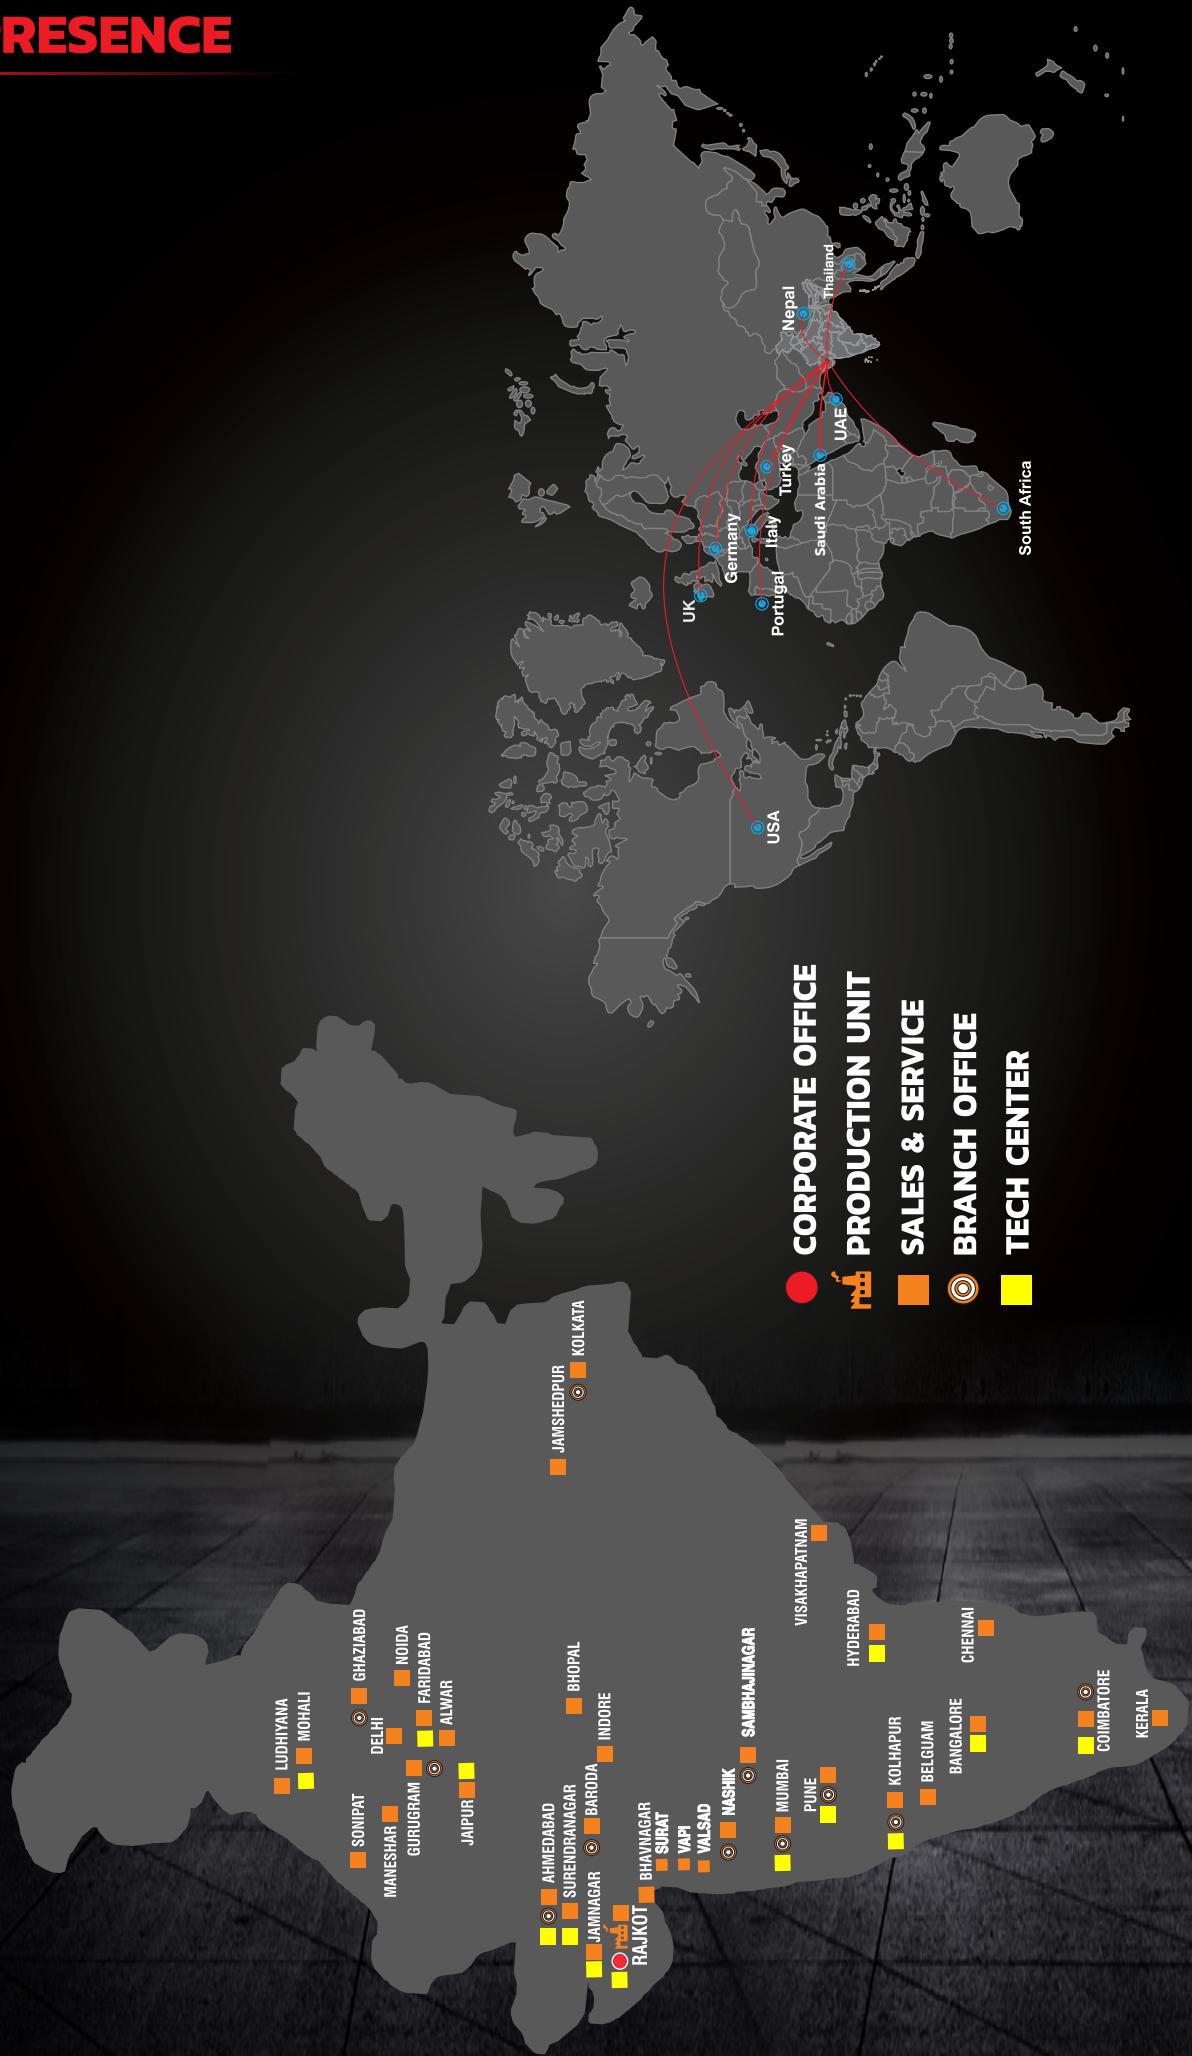 RESENCE
Thailand
Nepal
UAE
Turkey
Saudi Arabia
South Africa
Italy
Germany
Portugal
UK
USA
CORPORATE OFFICE
PRODUCTION UNIT
SALES & SERVICE
BRANCH OFFICE
TECH CENTER
KOLKATA
JAMSHEDPUR
VISAKHAPATNAM
HYDERABAD
CHENNAI
GHAZIABAD
NOIDA
FARIDABAD
ALWAR
BHOPAL
INDORE
SAMBHAJINAGAR
LUDHIYANA
MOHALI
DELHI
SONIPAT
MANESHAR
GURUGRAM
JAIPUR
AHMEDABAD
SURENDRANAGAR
BARODA
JAMNAGAR
RAJKOT
BHAVNAGAR
SURAT
VAPI
VALSAD
NASHIK
MUMBAI
PUNE
KOLHAPUR
BELGUAM
BANGALORE
COIMBATORE
KERALA